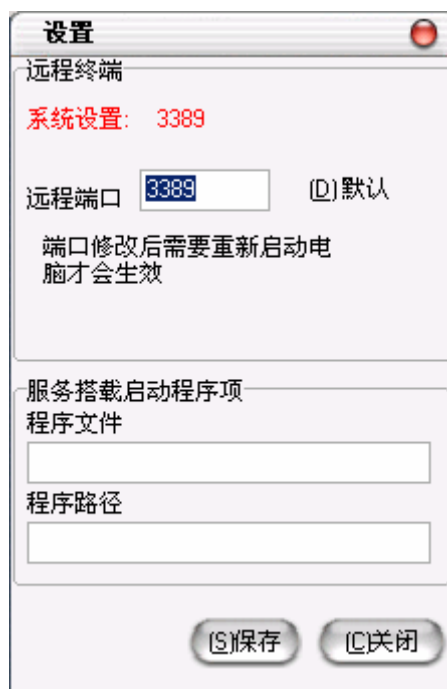 设置
远程终端
系统设置: 3389
远程端口 3389 (D)默认
端口修改后需要重新启动电
脑才会生效
服务搭载启动程序项
程序文件
程序路径
(S)保存 (C)关闭